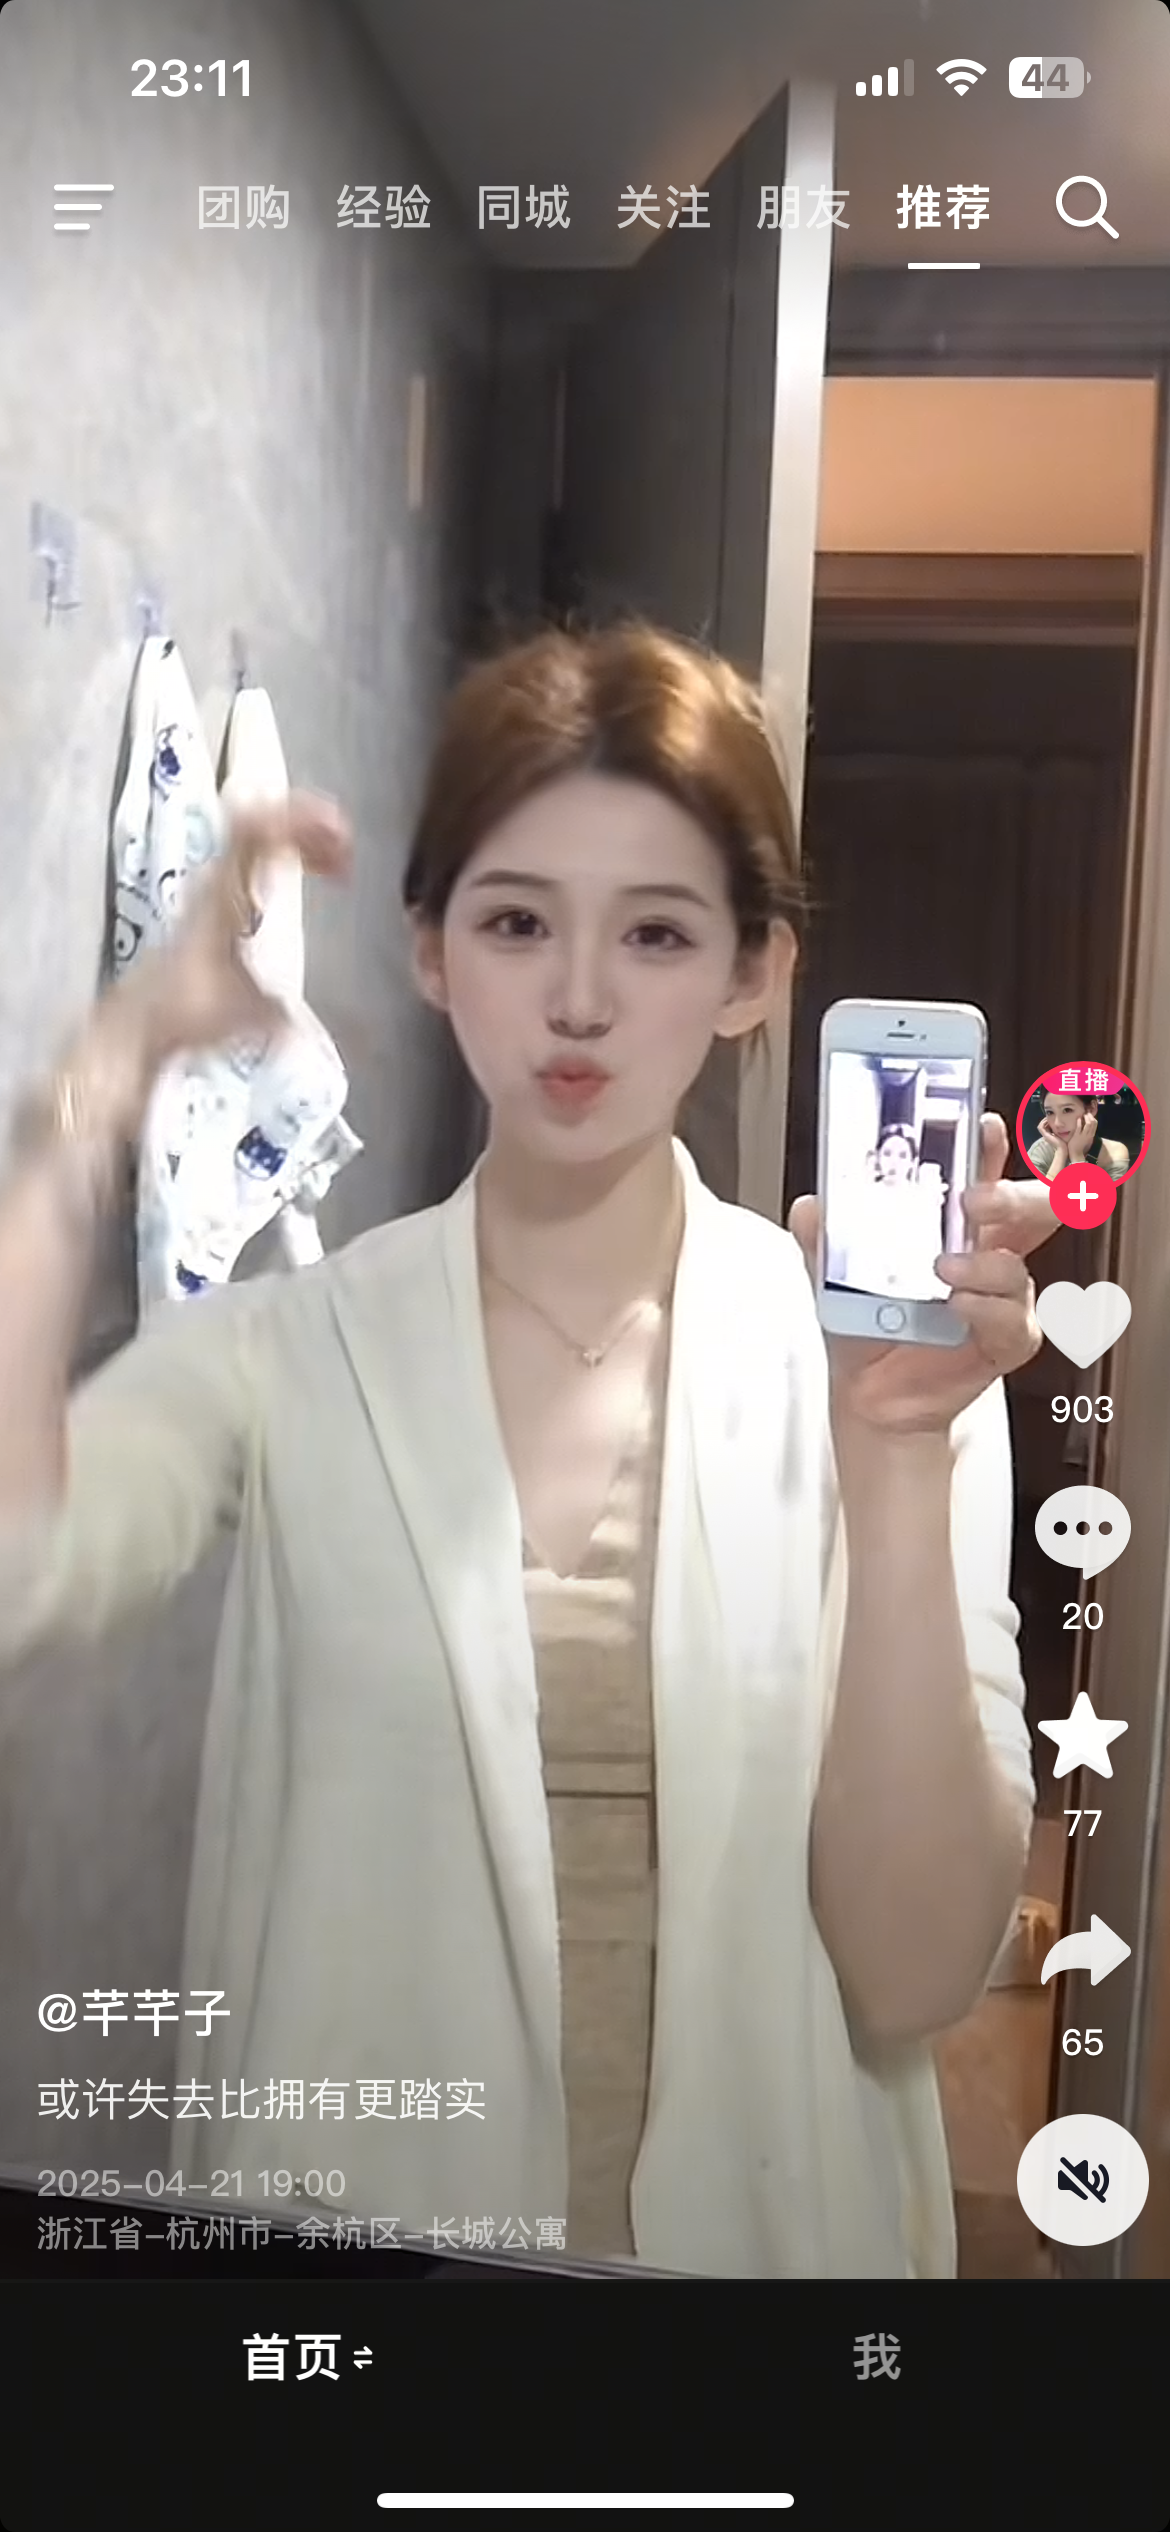 23:11
44
团购 经验 同城 关注 朋友 推荐
直播
903
20
77
65
@芊芊子
或许失去比拥有更踏实
2025-04-21 19:00
浙江省-杭州市-余杭区-长城公寓
首页
我